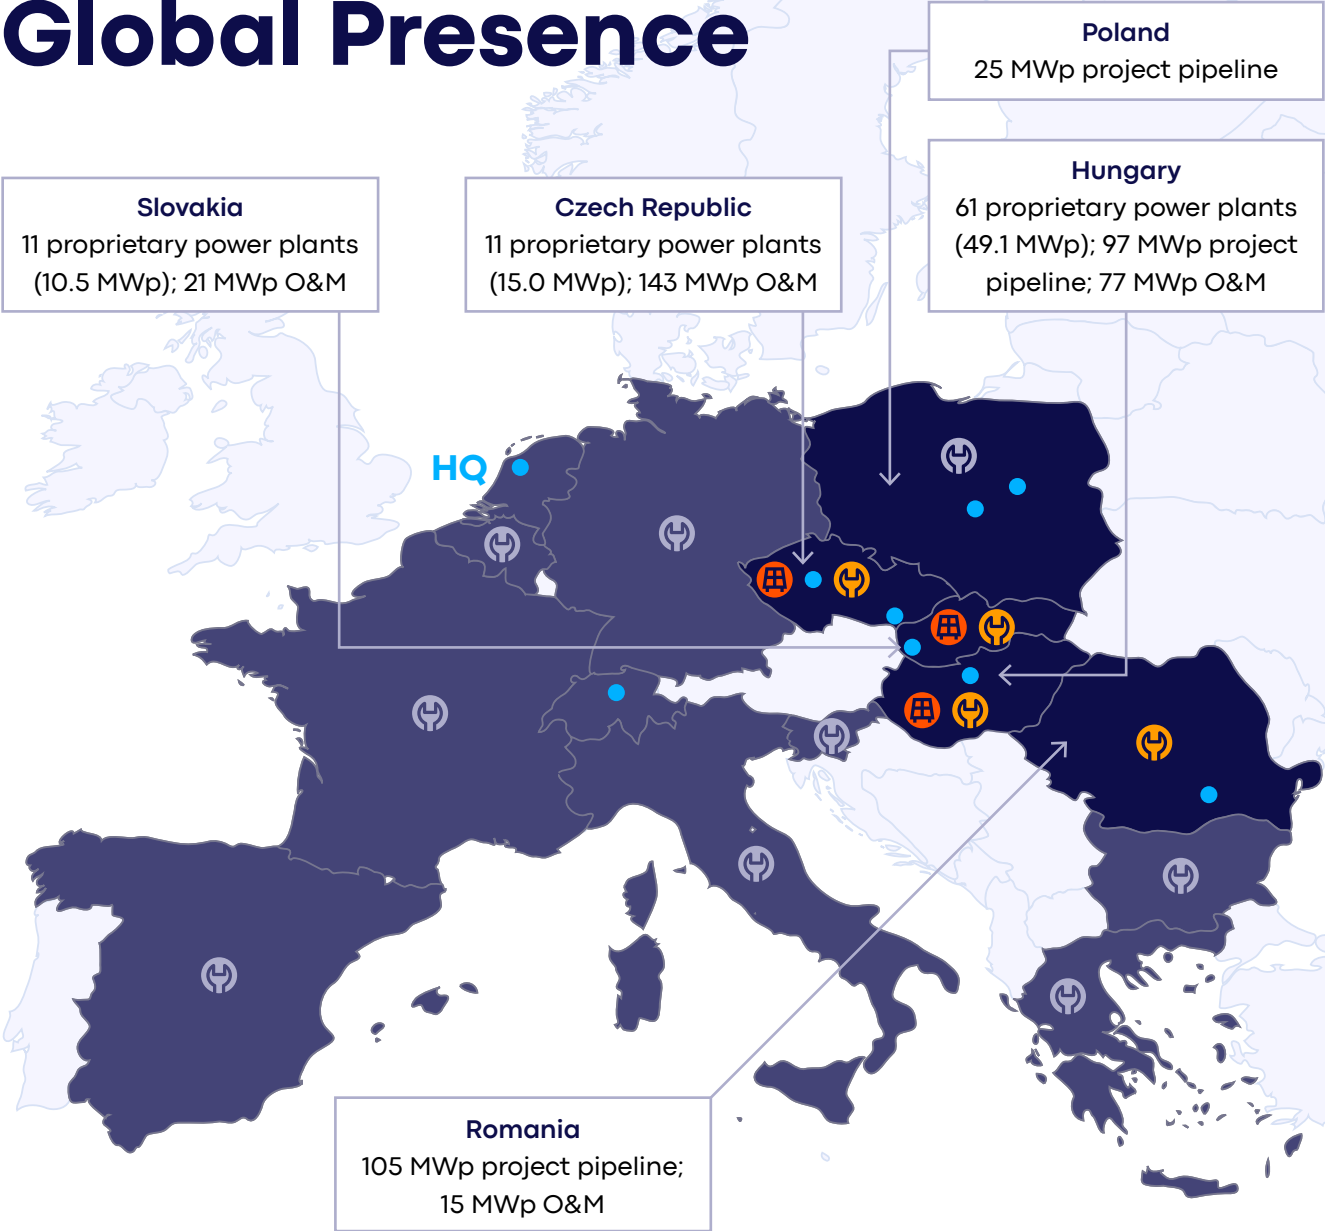 Global Presence
Poland
25 MWp project pipeline
Slovakia
11 proprietary power plants
(10.5 MWp); 21 MWp O&M
Czech Republic
11 proprietary power plants
(15.0 MWp); 143 MWp O&M
Hungary
61 proprietary power plants
(49.1 MWp); 97 MWp project
pipeline; 77 MWp O&M
HQ
Romania
105 MWp project pipeline;
15 MWp O&M